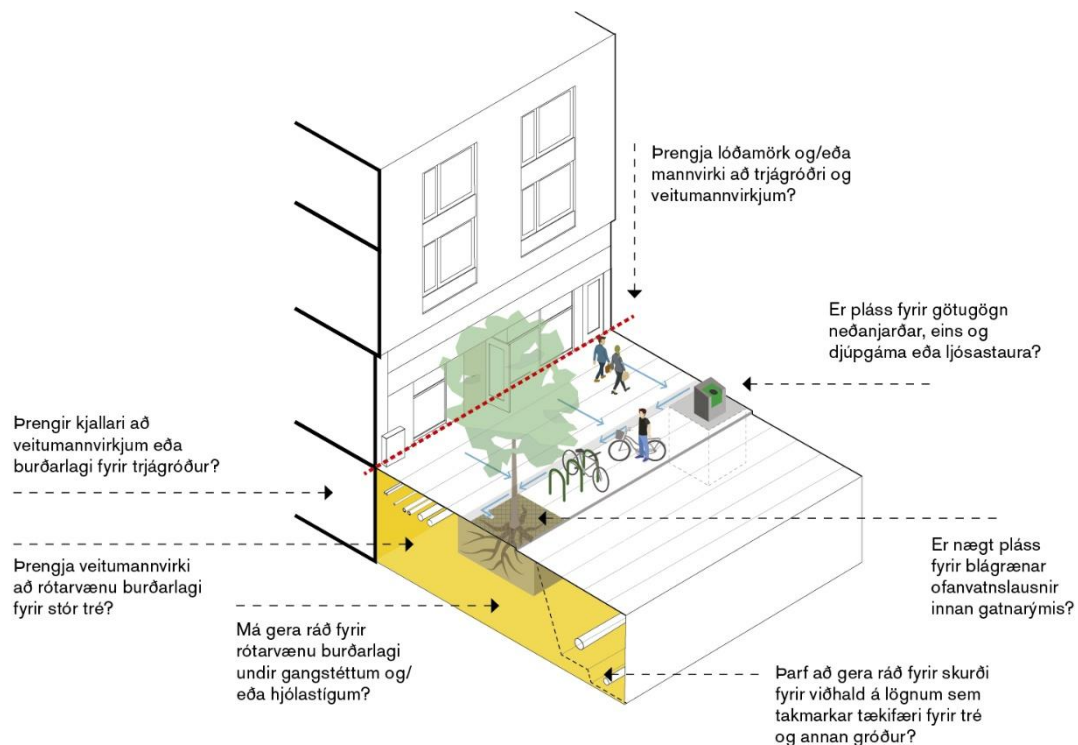 Þrengja lóðamörk og/eða
mannvirki að trjágróðri og
veitumannvirkjum?
Er pláss fyrir götugögn
neðanjarðar, eins og
djúpgáma eða ljósastaura?
Þrengir kjallari að
veitumannvirkjum eða
burðarlagi fyrir trjágróður?
Þrengja veitumannvirki
að rótarvænu burðarlagi
fyrir stór tré?
Má gera ráð fyrir
rótarvænu burðarlagi
undir gangstéttum og/
eða hjólastígum?
Er nægt pláss
fyrir blágrænar
ofanvatnslausnir
innan gatnarýmis?
Þarf að gera ráð fyrir skurði
fyrir viðhald á lögnum sem
takmarkar tækifæri fyrir tré
og annan gróður?